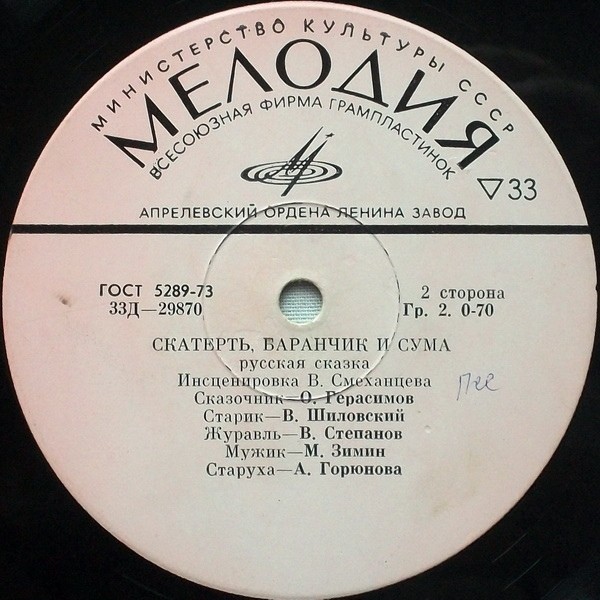 МИНИСТЕРСТВО КУЛЬТУРЫ СССР
МЕЛОДИЯ
ВСЕСОЮЗНАЯ ФИРМА ГРАМПЛАСТИНОК
33
АПРЕЛЕВСКИЙ ОРДЕНА ЛЕНИНА ЗАВОД
ГОСТ 5289-73
33Д—29870
2 сторона
Гр. 2. 0-70
СКАТЕРТЬ, БАРАНЧИК И СУМА
русская сказка
Инсценировка В. Смеханцева
Сказочник—О. Герасимов
Старик—В. Шиловский
Журавль—В. Степанов
Мужик—М. Зимин
Старуха—А. Горюнова